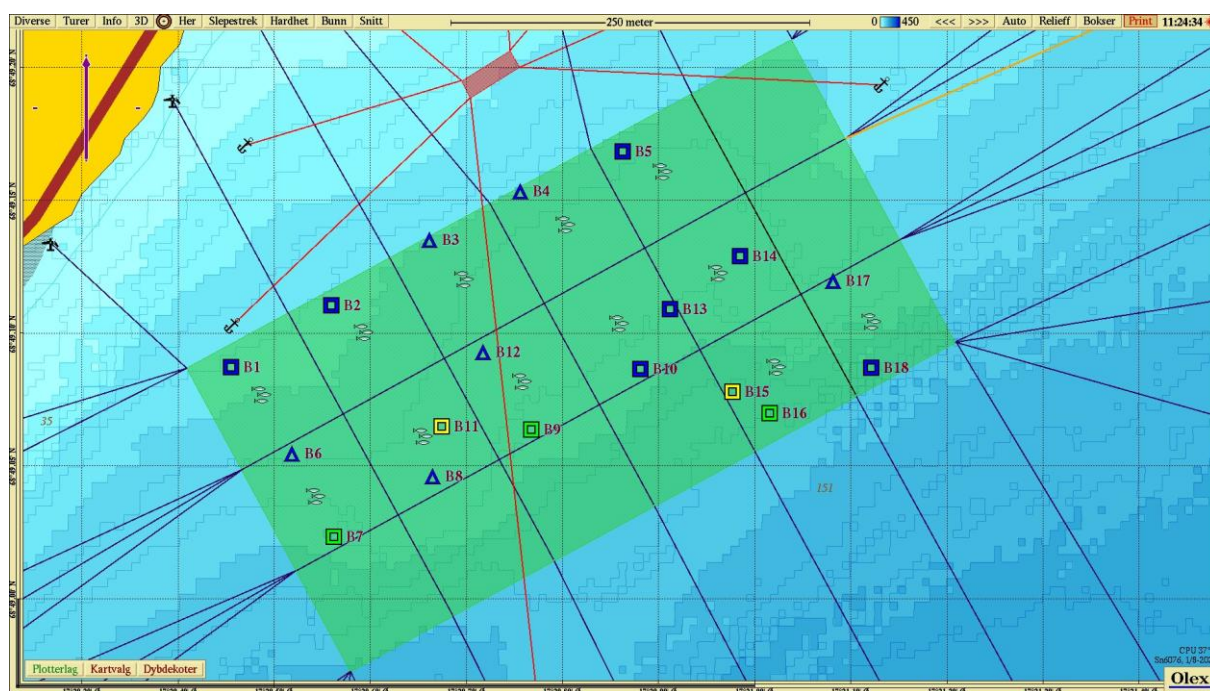 Diverse Turer Info 3D Her Slepestrek Hardhet Bunn Snitt 250 meter 0 450 <<< >>> Auto Relieff Bokser Print 11:24:34
B5
B4
B3
B14
B17
B2
B13
B12
B1
B10
B18
B15
B16
B11
B9
B6
B8
35
151
B7
CPU 37°
Plotterlag Kartvalg Dybdekoter
Olex